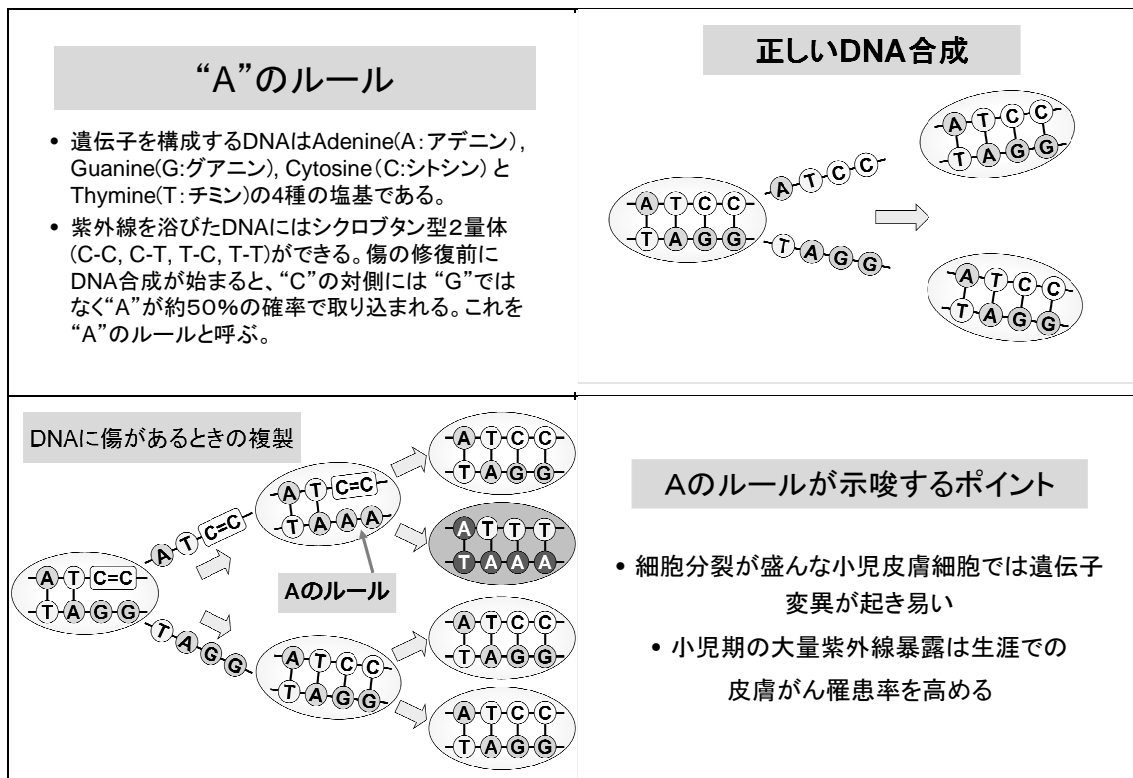 “A”のルール
• 遺伝子を構成するDNAはAdenine(A：アデニン),
Guanine(G:グアニン), Cytosine（C:シトシン) と
Thymine(T：チミン)の4種の塩基である。
• 紫外線を浴びたDNAにはシクロブタン型２量体
(C-C, C-T, T-C, T-T)ができる。傷の修復前に
DNA合成が始まると、“C”の対側には “G”では
なく“A”が約50％の確率で取り込まれる。これを
“A”のルールと呼ぶ。
正しいDNA合成
A T C C
T A G G
A T C C
T A G G
A T C C
T A G G
A T C C
T A G G
DNAに傷があるときの複製
A T C=C
T A G G
A T C=C
T A G G
A T C=C
T A A A
Aのルール
A T C C
T A G G
A T C C
T A G G
A T T T
T A A A
A T C C
T A G G
A T C C
T A G G
Aのルールが示唆するポイント
• 細胞分裂が盛んな小児皮膚細胞では遺伝子
変異が起き易い
• 小児期の大量紫外線暴露は生涯での
皮膚がん罹患率を高める